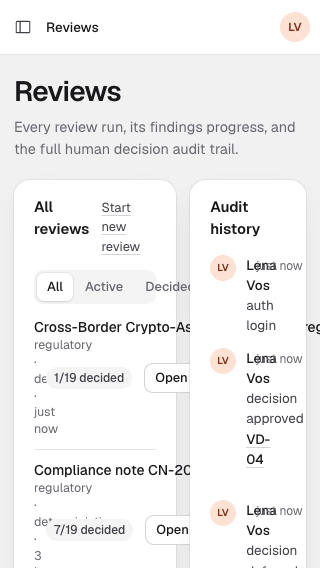 Reviews
LV
Reviews
Every review run, its findings progress, and
the full human decision audit trail.
All
reviews
Start
new
review
All
Active
Decided
Cross-Border Crypto-As
regulatory
·
1/19 decided
Open
·
just
now
Compliance note CN-20
regulatory
·
7/19 decided
Open
·
3
Audit
history
LV
Lena
Vos
just now
auth
login
LV
Lena
Vos
just now
decision
approved
VD-
04
LV
Lena
Vos
just now
decision